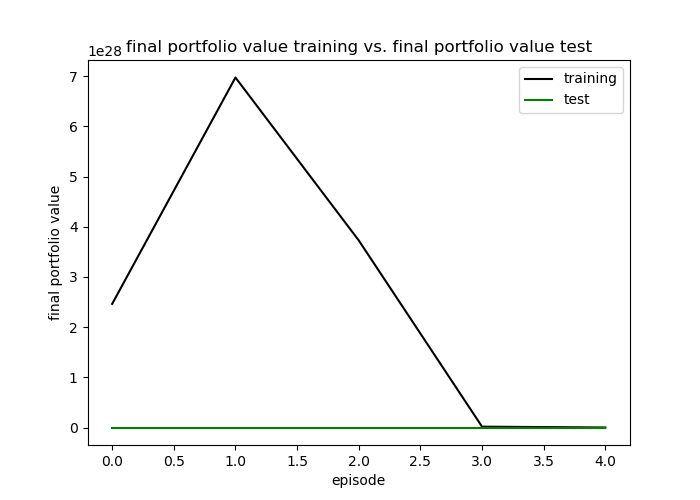 final portfolio value training vs. final portfolio value test
1e28
7
6
5
4
3
2
1
0
final portfolio value
training
test
0.0 0.5 1.0 1.5 2.0 2.5 3.0 3.5 4.0
episode